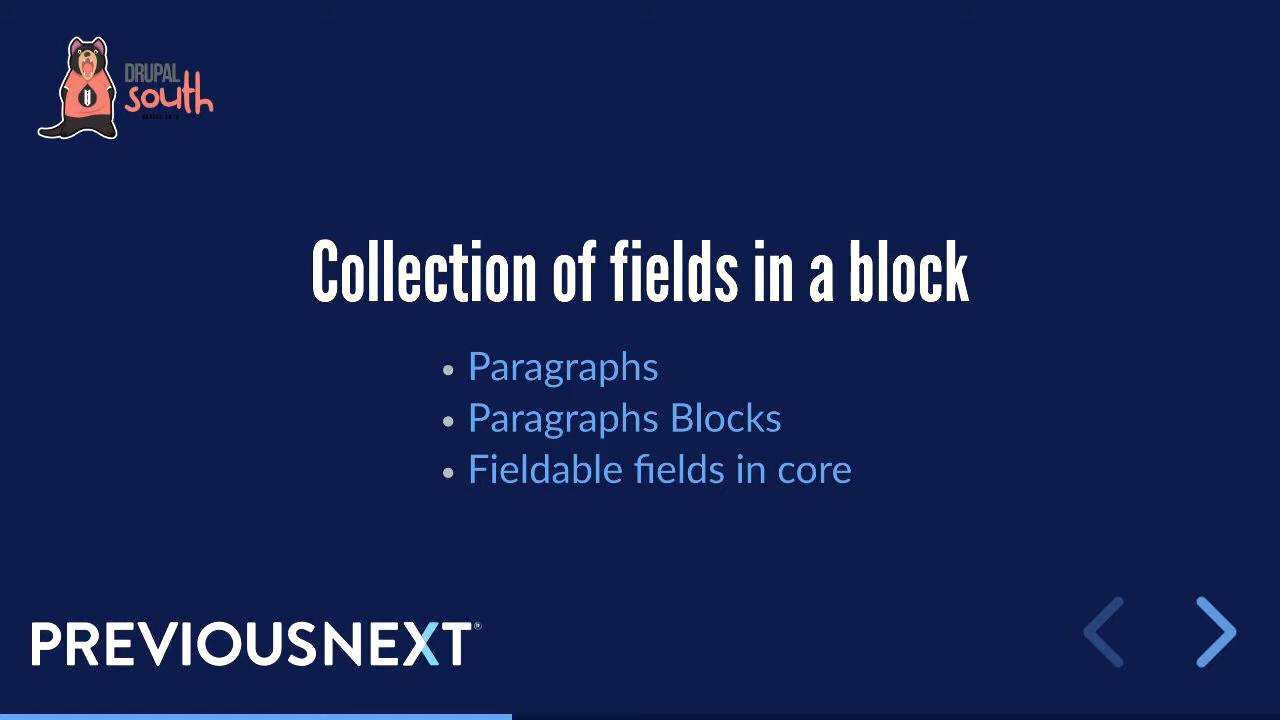 DRUPAL
south
Collection of fields in a block
Paragraphs
Paragraphs Blocks
Fieldable fields in core
PREVIOUSNEXT®